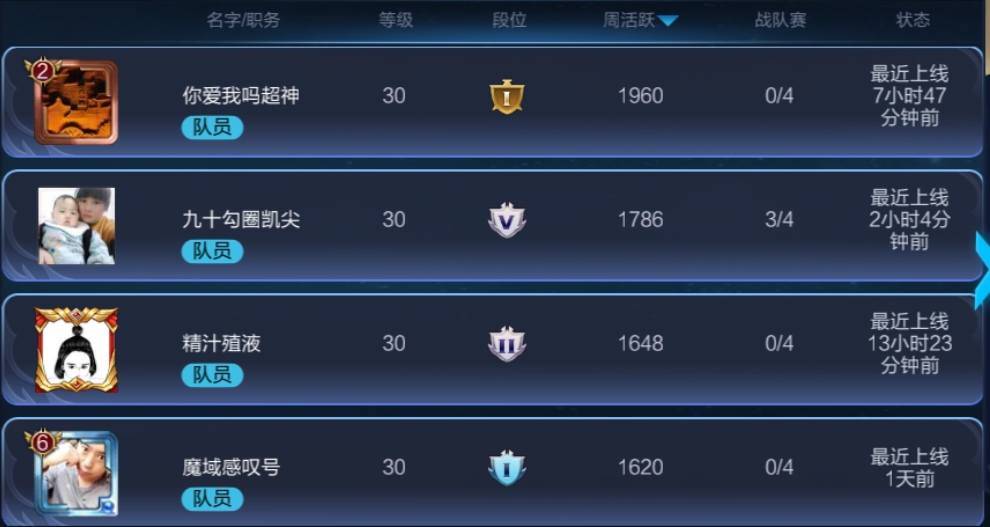 名字/职务 等级 段位 周活跃 战队赛 状态
2
你爱我吗超神 30 I 1960 0/4
队员
最近上线
7小时47
分钟前
九十勾圈凯尖 30 V 1786 3/4
队员
最近上线
2小时4分
钟前
精汁殖液 30 III 1648 0/4
队员
最近上线
13小时23
分钟前
6
魔域感叹号 30 I 1620 0/4
队员
最近上线
1天前